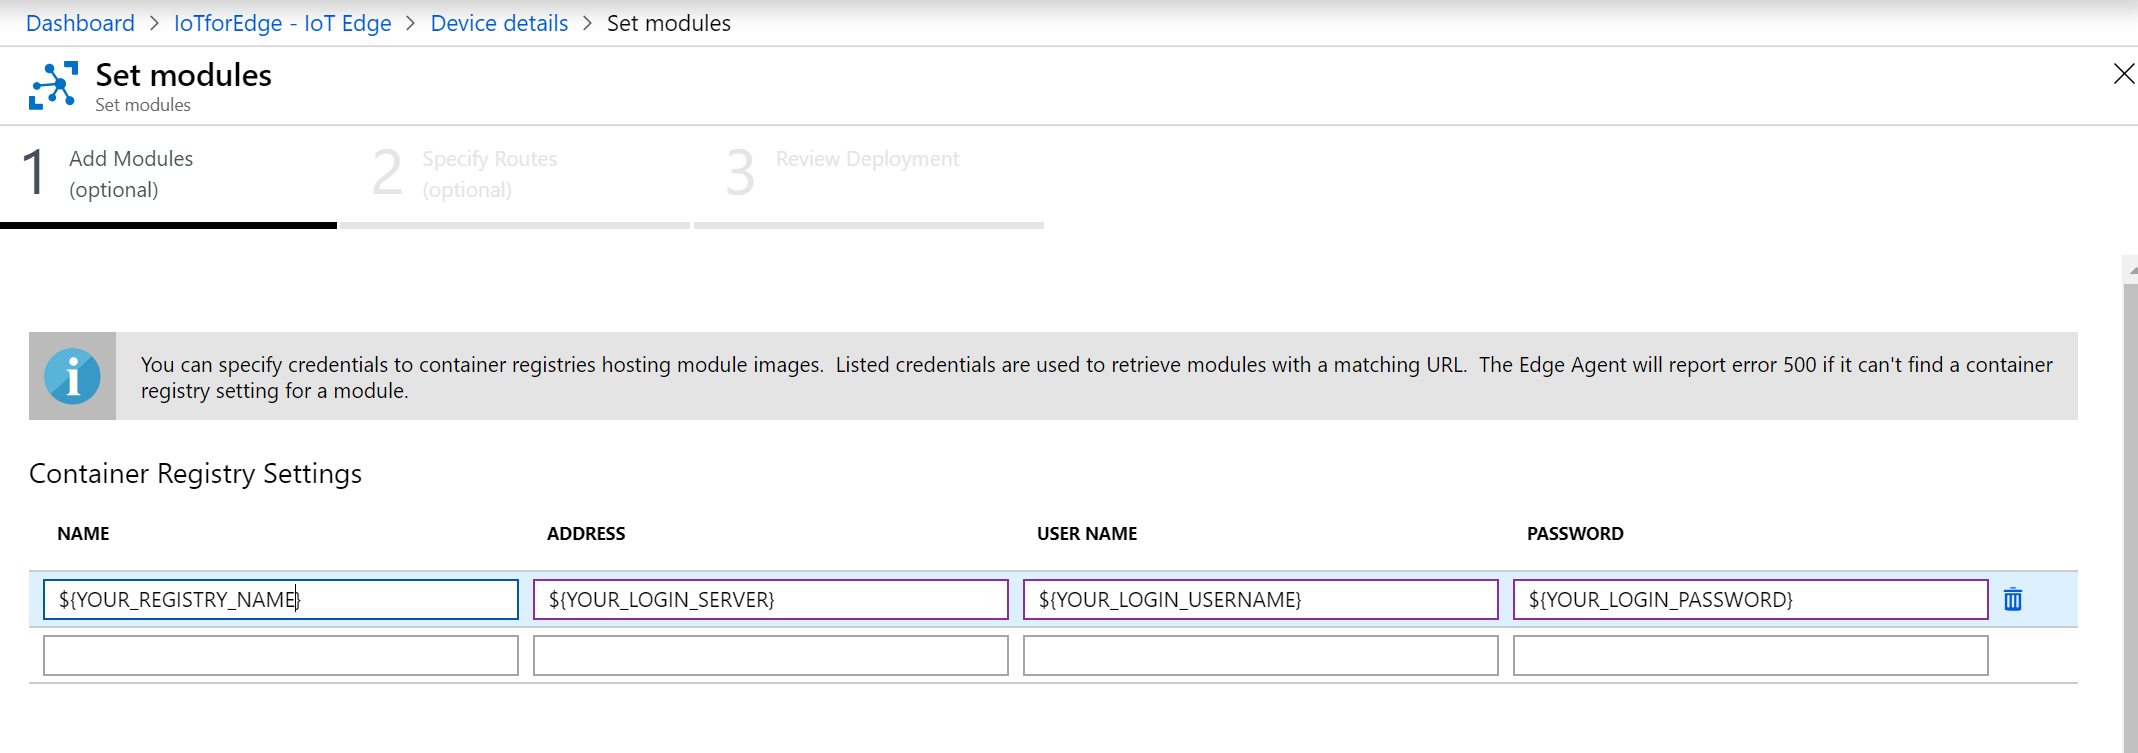 Dashboard > IoTforEdge - IoT Edge > Device details > Set modules
Set modules
Set modules
1 Add Modules
(optional)
2 Specify Routes
(optional)
3 Review Deployment
You can specify credentials to container registries hosting module images. Listed credentials are used to retrieve modules with a matching URL. The Edge Agent will report error 500 if it can't find a container
registry setting for a module.
Container Registry Settings
NAME ADDRESS USER NAME PASSWORD
${YOUR_REGISTRY_NAME} ${YOUR_LOGIN_SERVER} ${YOUR_LOGIN_USERNAME} ${YOUR_LOGIN_PASSWORD}